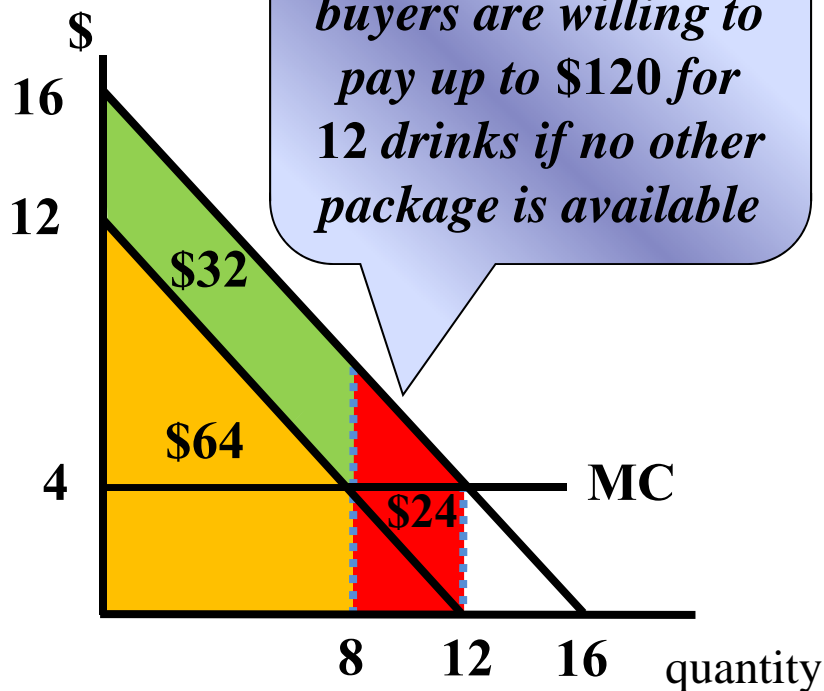 buyers are willing to
pay up to $120 for
12 drinks if no other
package is available
$
16
12
$32
$64
4
MC
$24
8 12 16
quantity